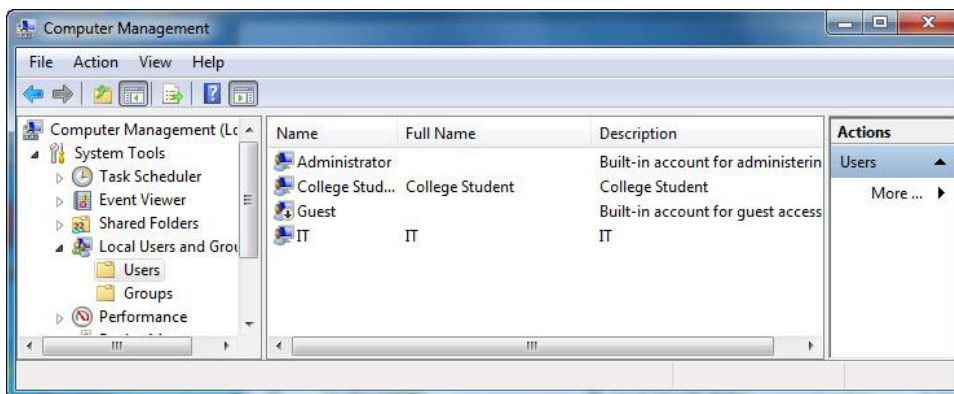 Computer Management
File Action View Help
Computer Management (Lc
System Tools
Task Scheduler
Event Viewer
Shared Folders
Local Users and Grou
Users
Groups
Performance
Name Full Name Description
Administrator Built-in account for administerin
College Stud... College Student College Student
Guest Built-in account for guest access
IT IT IT
Actions
Users
More ...